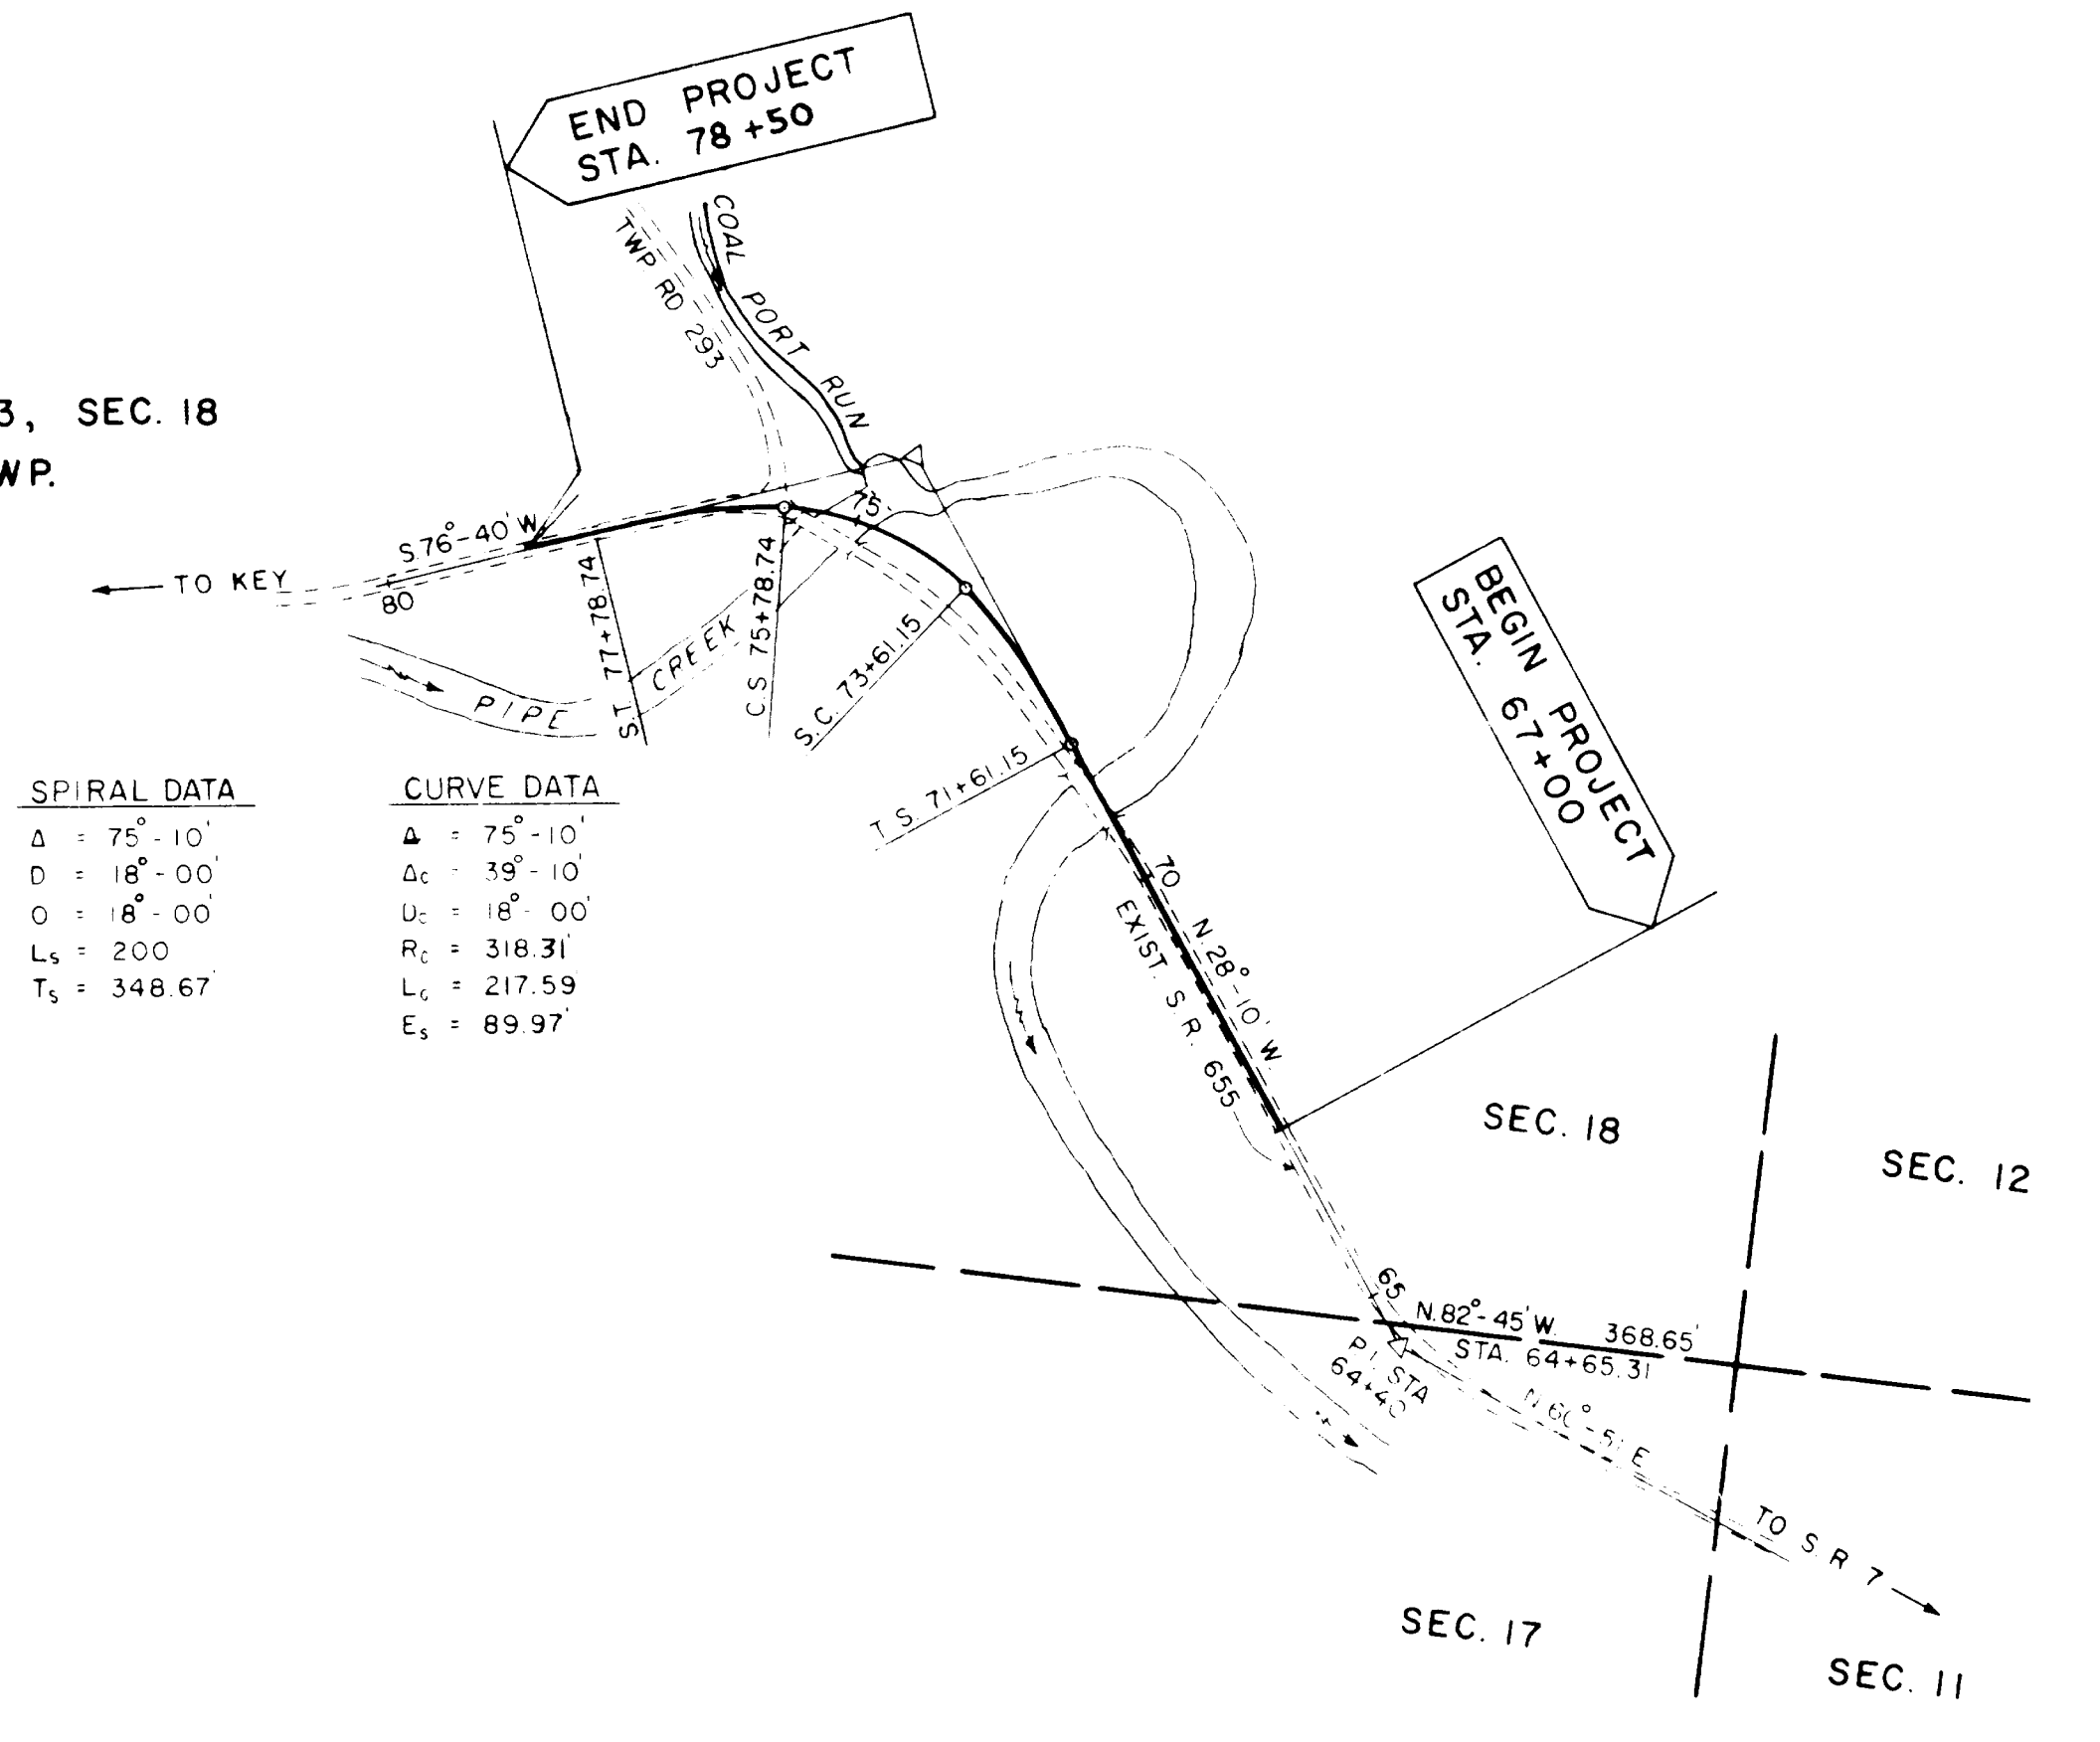 END PROJECT
STA. 78+50
COAL PORT RUN
TWP. RD 293
3, SEC. 18
WP.
S.76°-40' W.
75
TO KEY
80
S.T. 77+78.74
CREEK
C.S 75+78.74
S.C. 73+61.15
PIPE
T.S. 71+61.15
BEGIN PROJECT
STA. 67+00
SPIRAL DATA
Δ = 75°-10'
D = 18°-00'
O = 18°-00'
Ls = 200
Ts = 348.67'
CURVE DATA
Δ = 75°-10'
Δc = 39°-10'
Dc = 18°-00'
Rc = 318.31'
Lc = 217.59
Es = 89.97'
70
N.28°-10' W.
EXIST. S.R. 655
SEC. 18
SEC. 12
65
N.82°-45' W. 368.65'
STA. 64+65.31
P.I. STA
64+40
E
TO S.R 7
SEC. 17
SEC. 11